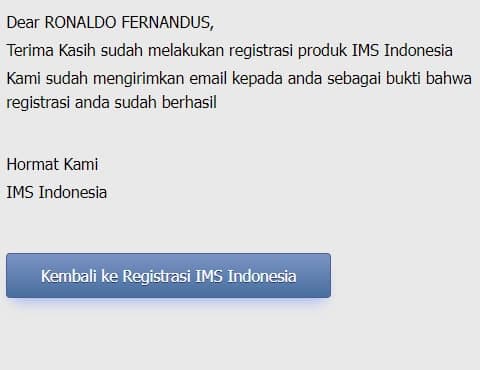 Dear RONALDO FERNANDUS,
Terima Kasih sudah melakukan registrasi produk IMS Indonesia
Kami sudah mengirimkan email kepada anda sebagai bukti bahwa
registrasi anda sudah berhasil
Hormat Kami
IMS Indonesia
Kembali ke Registrasi IMS Indonesia